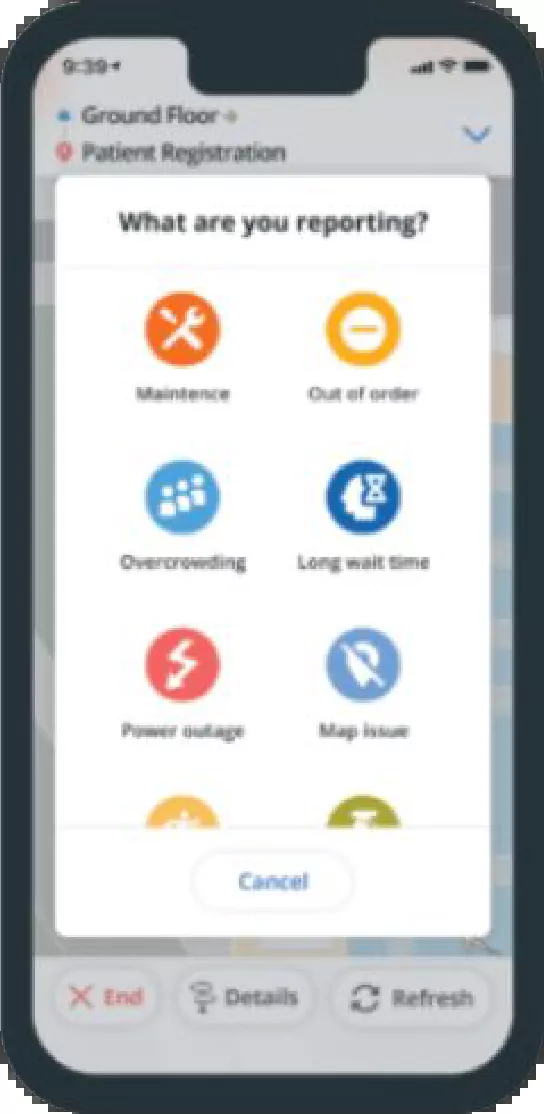 9:39
Ground Floor
Patient Registration
What are you reporting?
Maintence
Out of order
Overcrowding
Long wait time
Power outage
Map issue
Cancel
End
Details
Refresh